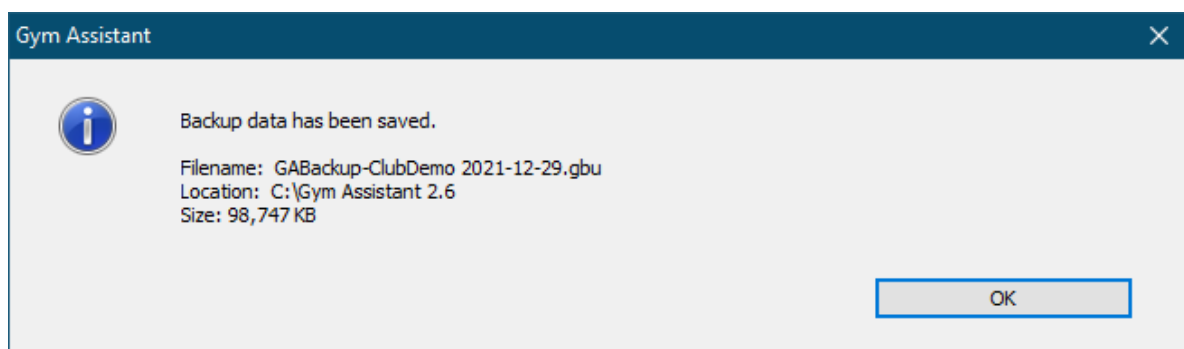 Gym Assistant
Backup data has been saved.
Filename:  GABackup-ClubDemo 2021-12-29.gbu
Location:  C:\Gym Assistant 2.6
Size: 98,747 KB
OK